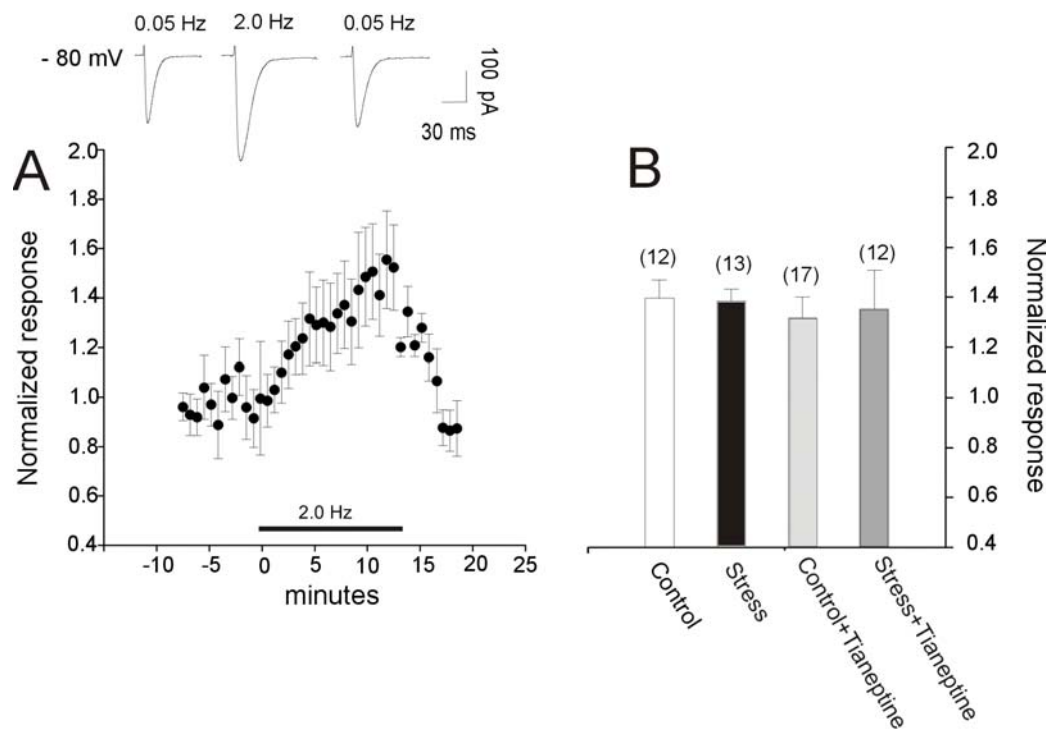 0.05 Hz 2.0 Hz 0.05 Hz
- 80 mV
100 pA
30 ms
A
2.0
1.8
1.6
1.4
1.2
1.0
0.8
0.6
0.4
Normalized response
2.0 Hz
-10 -5 0 5 10 15 20 25
minutes
B
(12) (13) (17) (12)
2.0
1.8
1.6
1.4
1.2
1.0
0.8
0.6
0.4
Normalized response
Control
Stress
Control+Tianeptine
Stress+Tianeptine